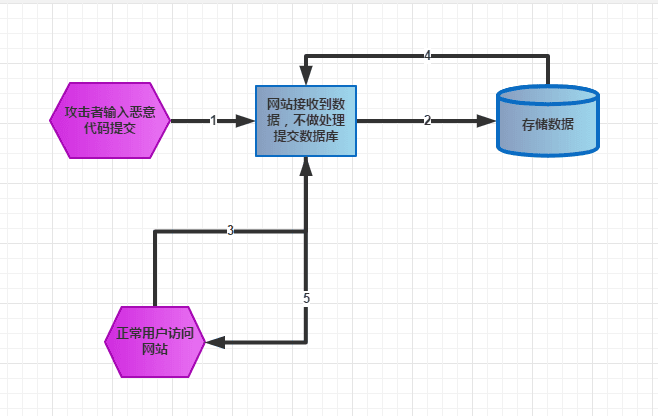 4
攻击者输入恶意
代码提交
1
网站接收到数
据，不做处理
提交数据库
2
存储数据
3
5
正常用户访问
网站